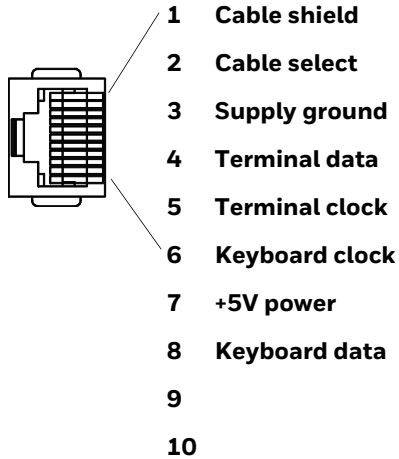 1 Cable shield
2 Cable select
3 Supply ground
4 Terminal data
5 Terminal clock
6 Keyboard clock
7 +5V power
8 Keyboard data
9
10